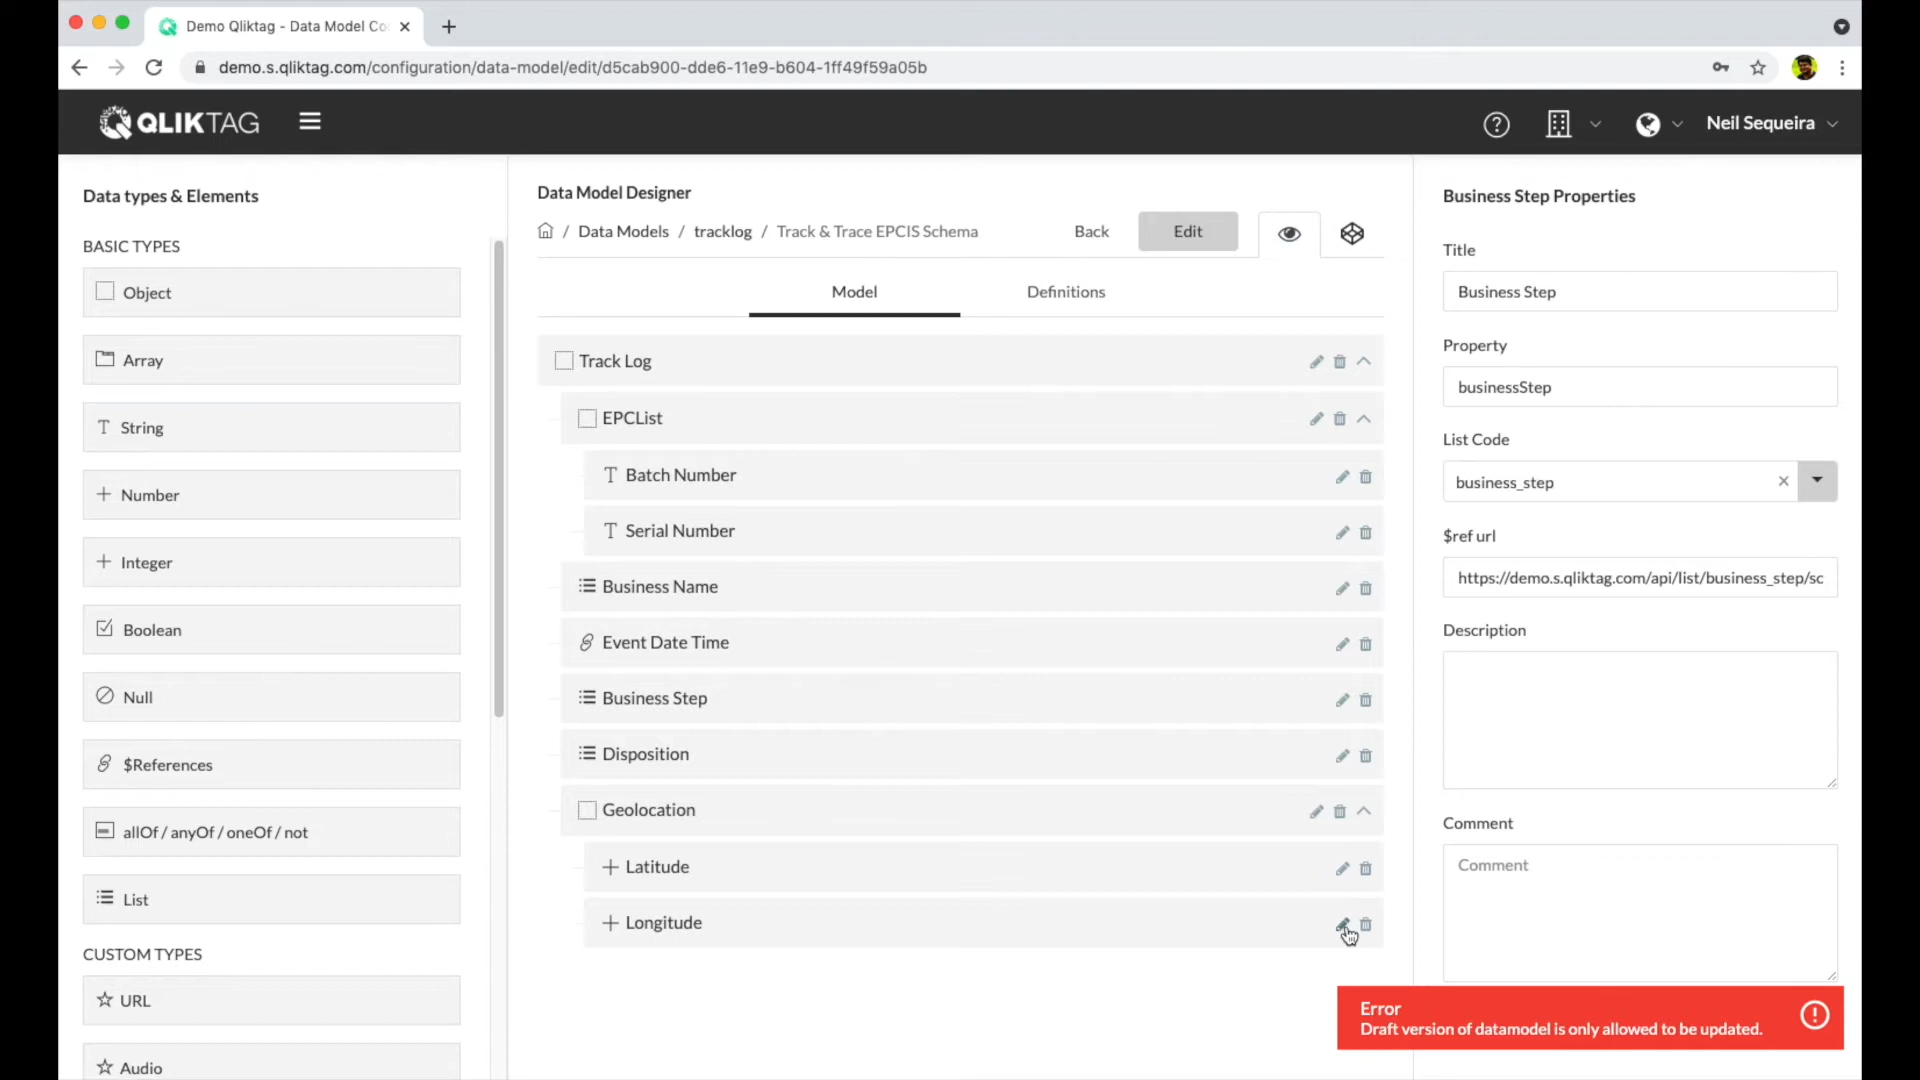 Demo Qliktag - Data Model Co
demo.s.qliktag.com/configuration/data-model/edit/d5cab900-dde6-11e9-b604-1ff49f59a05b
QLIKTAG
Neil Sequeira
Data types & Elements
BASIC TYPES
Object
Array
String
Number
Integer
Boolean
Null
$References
allOf / anyOf / oneOf / not
List
CUSTOM TYPES
URL
Audio
Data Model Designer
/ Data Models / tracklog / Track & Trace EPCIS Schema
Back
Edit
Model
Definitions
Track Log
EPCList
Batch Number
Serial Number
Business Name
Event Date Time
Business Step
Disposition
Geolocation
Latitude
Longitude
Business Step Properties
Title
Business Step
Property
businessStep
List Code
business_step
$ref url
https://demo.s.qliktag.com/api/list/business_step/sc
Description
Comment
Comment
Error
Draft version of datamodel is only allowed to be updated.